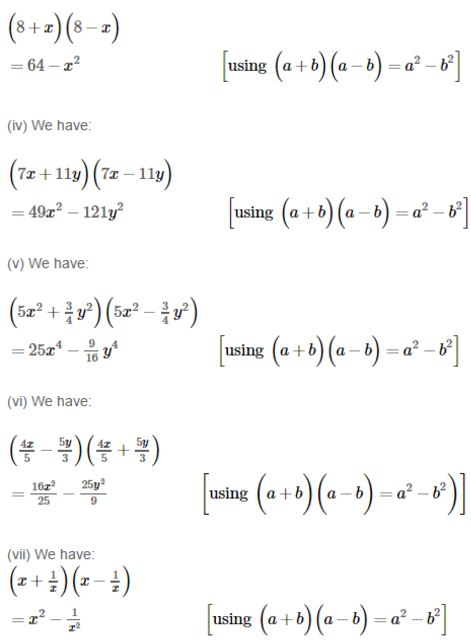 (8 + x)(8 − x)
= 64 − x² [using (a + b)(a − b) = a² − b²]
(iv) We have:
(7x + 11y)(7x − 11y)
= 49x² − 121y² [using (a + b)(a − b) = a² − b²]
(v) We have:
(5x² + 3/4 y²)(5x² − 3/4 y²)
= 25x⁴ − 9/16 y⁴ [using (a + b)(a − b) = a² − b²]
(vi) We have:
(4x/5 − 5y/3)(4x/5 + 5y/3)
= 16x²/25 − 25y²/9 [using (a + b)(a − b) = a² − b²)]
(vii) We have:
(x + 1/x)(x − 1/x)
= x² − 1/x² [using (a + b)(a − b) = a² − b²]